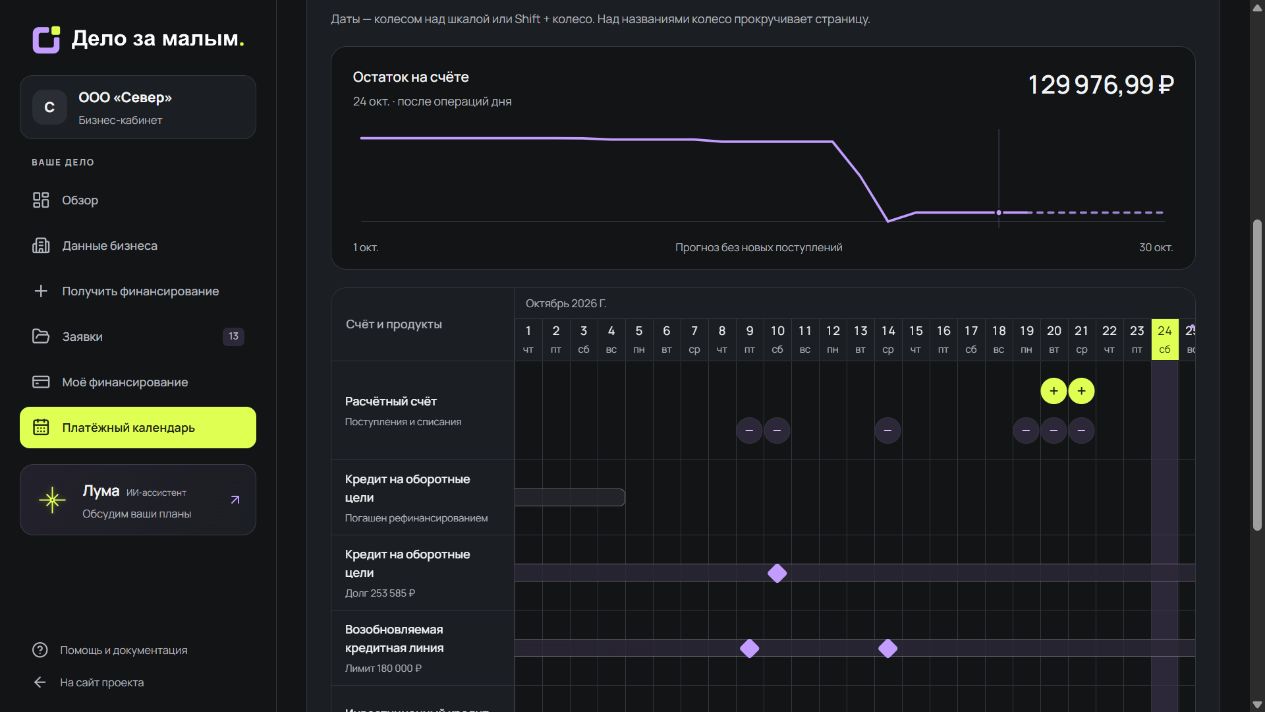 Дело за малым.
С
ООО «Север»
Бизнес-кабинет
ВАШЕ ДЕЛО
Обзор
Данные бизнеса
Получить финансирование
Заявки
13
Моё финансирование
Платёжный календарь
Лума ИИ-ассистент
Обсудим ваши планы
Помощь и документация
На сайт проекта
Даты — колесом над шкалой или Shift + колесо. Над названиями колесо прокручивает страницу.
Остаток на счёте
129 976,99 ₽
24 окт. · после операций дня
1 окт.
Прогноз без новых поступлений
30 окт.
Счёт и продукты
Октябрь 2026 Г.
1 2 3 4 5 6 7 8 9 10 11 12 13 14 15 16 17 18 19 20 21 22 23 24
чт пт сб вс пн вт ср чт пт сб вс пн вт ср чт пт сб вс пн вт ср чт пт сб
Расчётный счёт
Поступления и списания
+ +
− − − − − −
Кредит на оборотные
цели
Погашен рефинансированием
Кредит на оборотные
цели
Долг 253 585 ₽
Возобновляемая
кредитная линия
Лимит 180 000 ₽